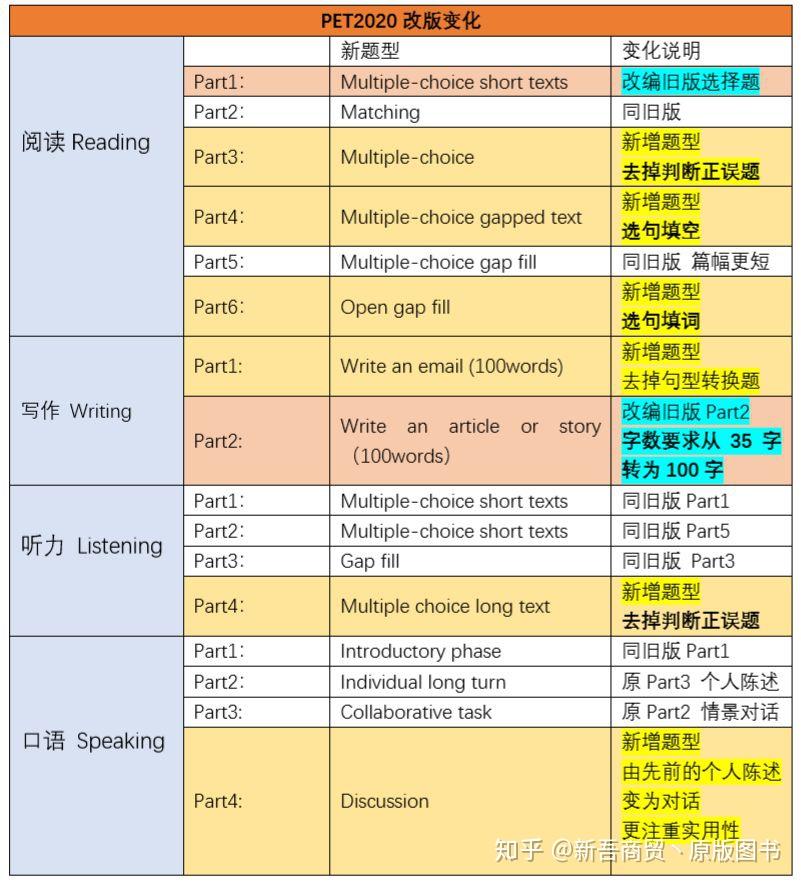 PET2020 改版变化
新题型 变化说明
阅读 Reading
Part1: Multiple-choice short texts 改编旧版选择题
Part2: Matching 同旧版
Part3: Multiple-choice 新增题型
去掉判断正误题
Part4: Multiple-choice gapped text 新增题型
选句填空
Part5: Multiple-choice gap fill 同旧版 篇幅更短
Part6: Open gap fill 新增题型
选句填词
写作 Writing
Part1: Write an email (100words) 新增题型
去掉句型转换题
Part2: Write an article or story
（100words） 改编旧版 Part2
字数要求从 35 字
转为 100 字
听力 Listening
Part1: Multiple-choice short texts 同旧版 Part1
Part2: Multiple-choice short texts 同旧版 Part5
Part3: Gap fill 同旧版 Part3
Part4: Multiple choice long text 新增题型
去掉判断正误题
口语 Speaking
Part1: Introductory phase 同旧版 Part1
Part2: Individual long turn 原 Part3 个人陈述
Part3: Collaborative task 原 Part2 情景对话
Part4: Discussion 新增题型
由先前的个人陈述
变为对话
更注重实用性
知乎 @新吾商贸丶原版图书